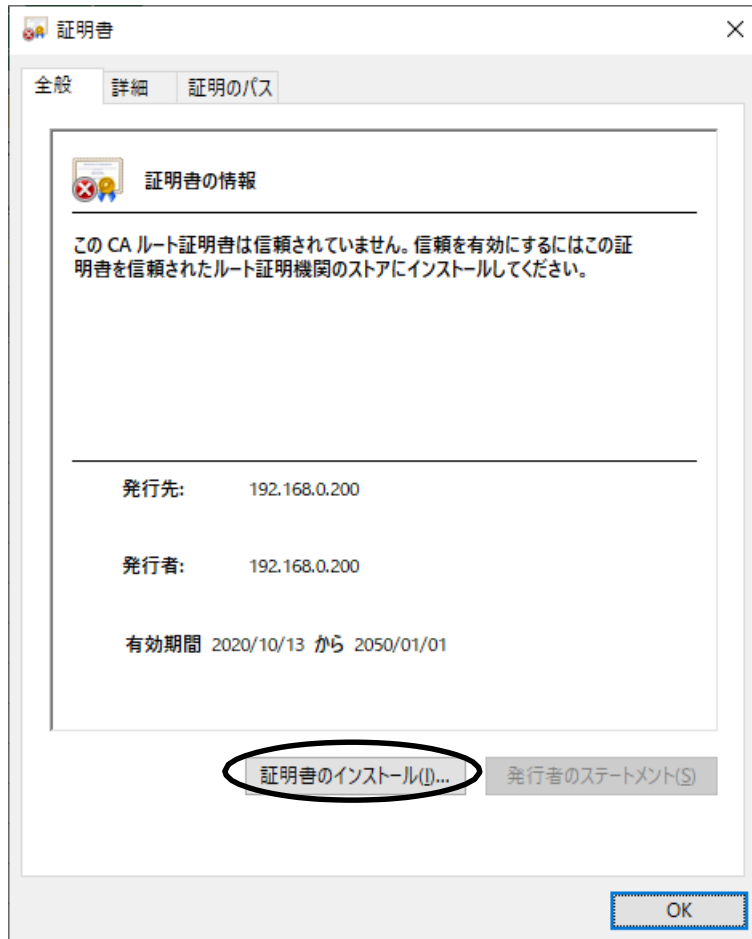 証明書
全般 詳細 証明のパス
証明書の情報
この CA ルート証明書は信頼されていません。信頼を有効にするにはこの証
明書を信頼されたルート証明機関のストアにインストールしてください。
発行先: 192.168.0.200
発行者: 192.168.0.200
有効期間 2020/10/13 から 2050/01/01
証明書のインストール(I)... 発行者のステートメント(S)
OK